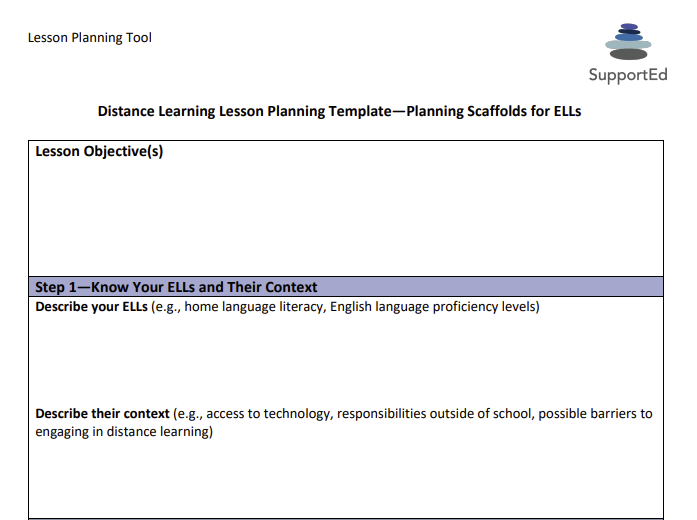 Lesson Planning Tool
SupportEd
Distance Learning Lesson Planning Template—Planning Scaffolds for ELLs
Lesson Objective(s)
Step 1—Know Your ELLs and Their Context
Describe your ELLs (e.g., home language literacy, English language proficiency levels)
Describe their context (e.g., access to technology, responsibilities outside of school, possible barriers to
engaging in distance learning)